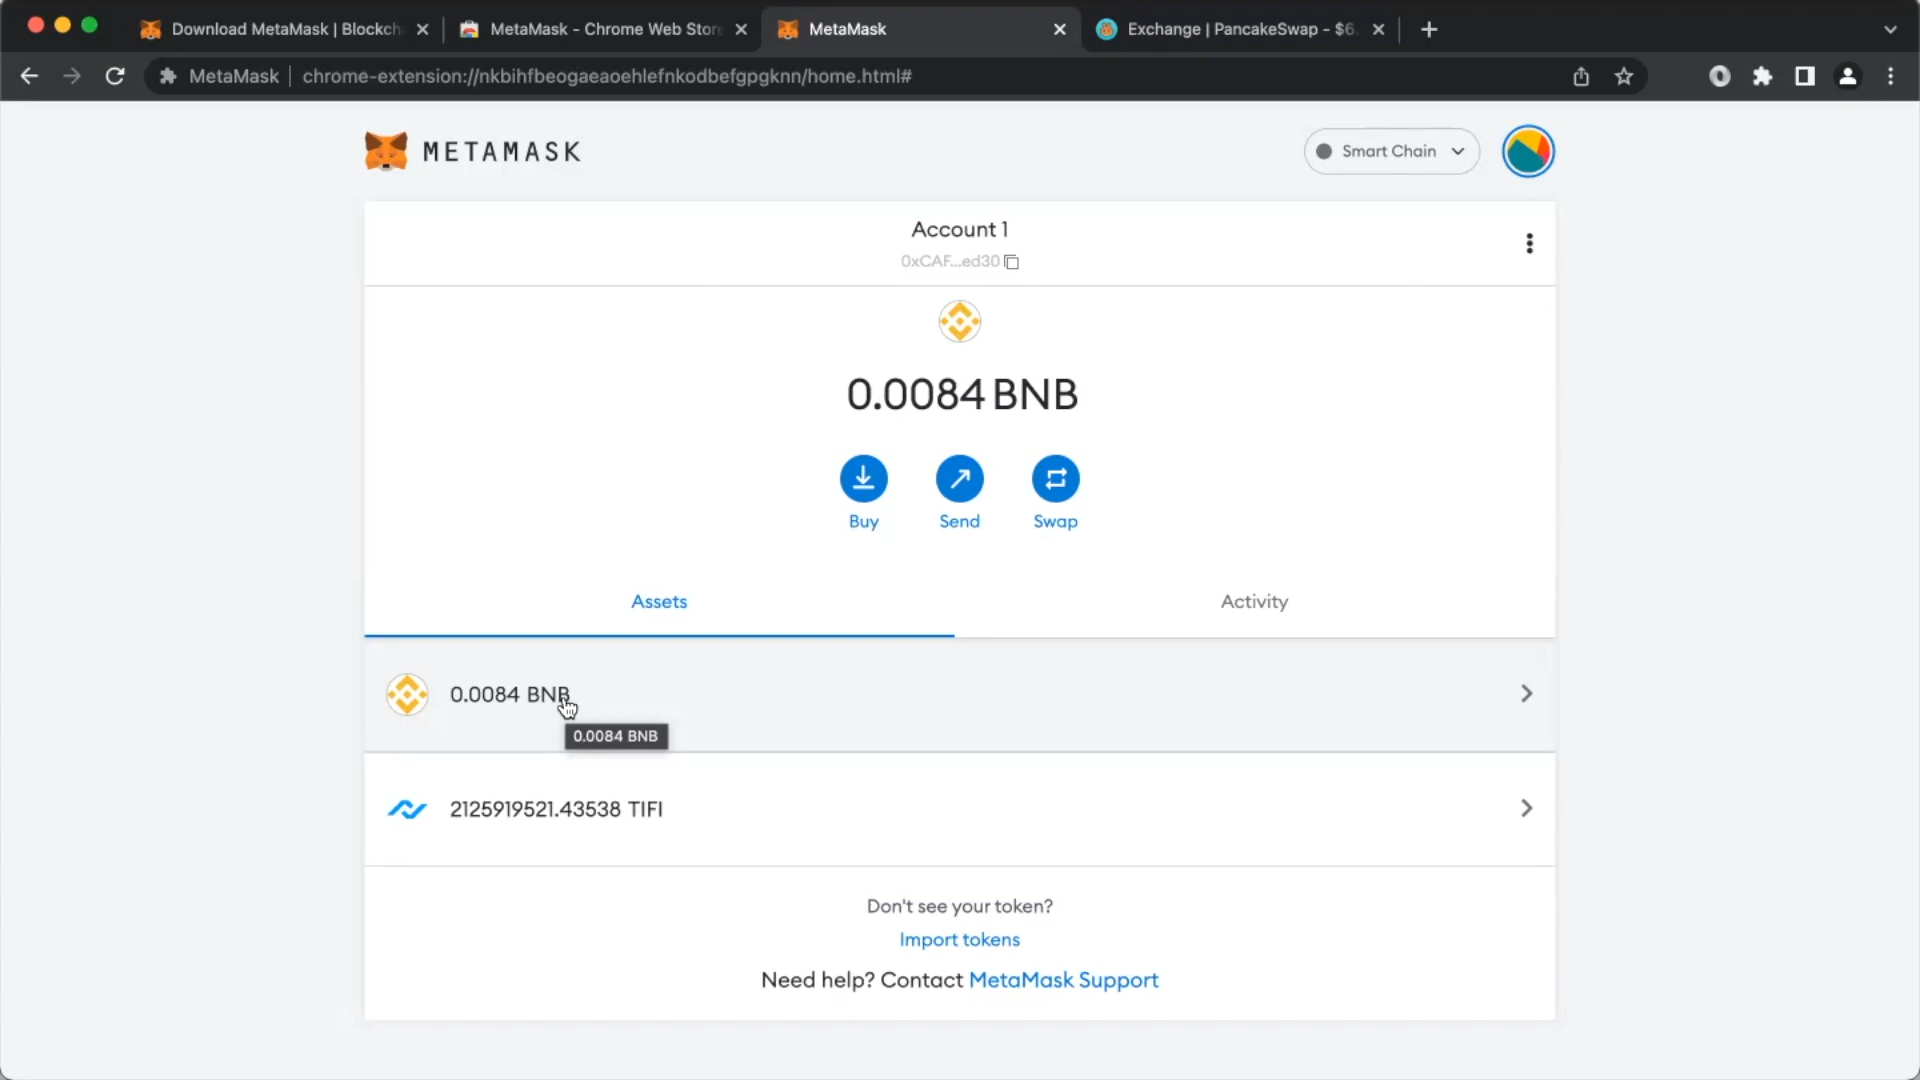 Download MetaMask | Blockch
MetaMask - Chrome Web Store
MetaMask
Exchange | PancakeSwap - $6.
MetaMask
chrome-extension://nkbihfbeogaeaoehlefnkodbefgpgknn/home.html#
METAMASK
Smart Chain
Account 1
0xCAF...ed30
0.0084 BNB
Buy
Send
Swap
Assets
Activity
0.0084 BNB
0.0084 BNB
2125919521.43538 TIFI
Don't see your token?
Import tokens
Need help? Contact MetaMask Support